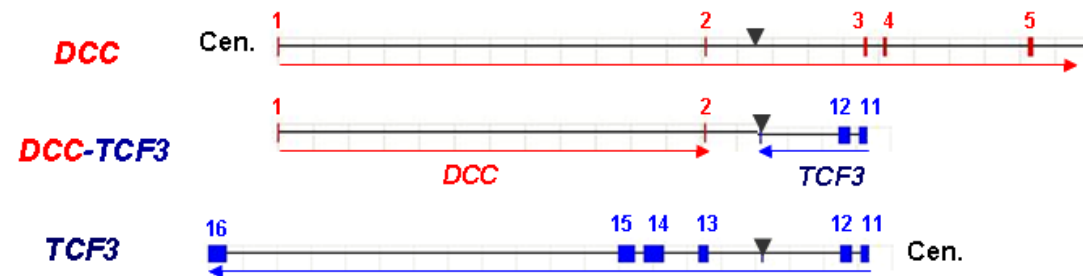 1 2 3 4 5
DCC Cen.
1 2 12 11
DCC-TCF3
DCC TCF3
16 15 14 13 12 11
TCF3 Cen.